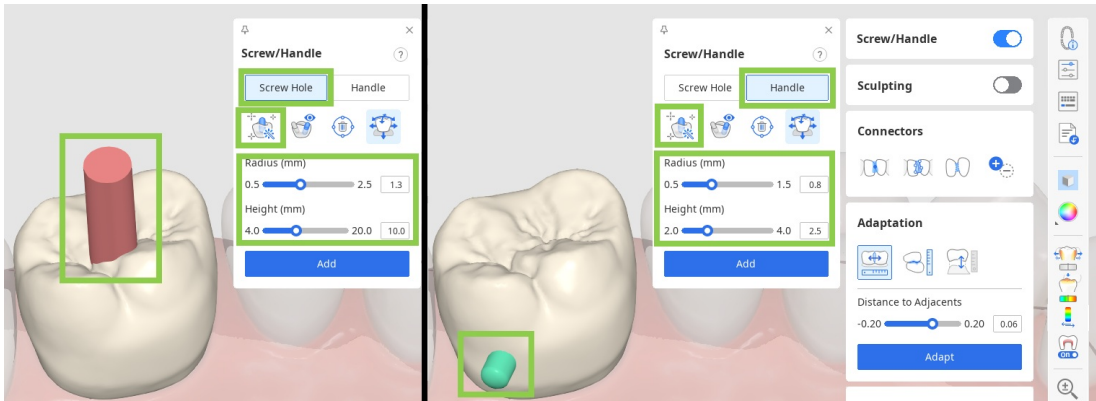 Screw/Handle
?
Screw Hole
Handle
Radius (mm)
0.5
2.5
1.3
Height (mm)
4.0
20.0
10.0
Add
Screw/Handle
?
Screw Hole
Handle
Radius (mm)
0.5
1.5
0.8
Height (mm)
2.0
4.0
2.5
Add
Screw/Handle
Sculpting
Connectors
Adaptation
Distance to Adjacents
-0.20
0.20
0.06
Adapt
ON